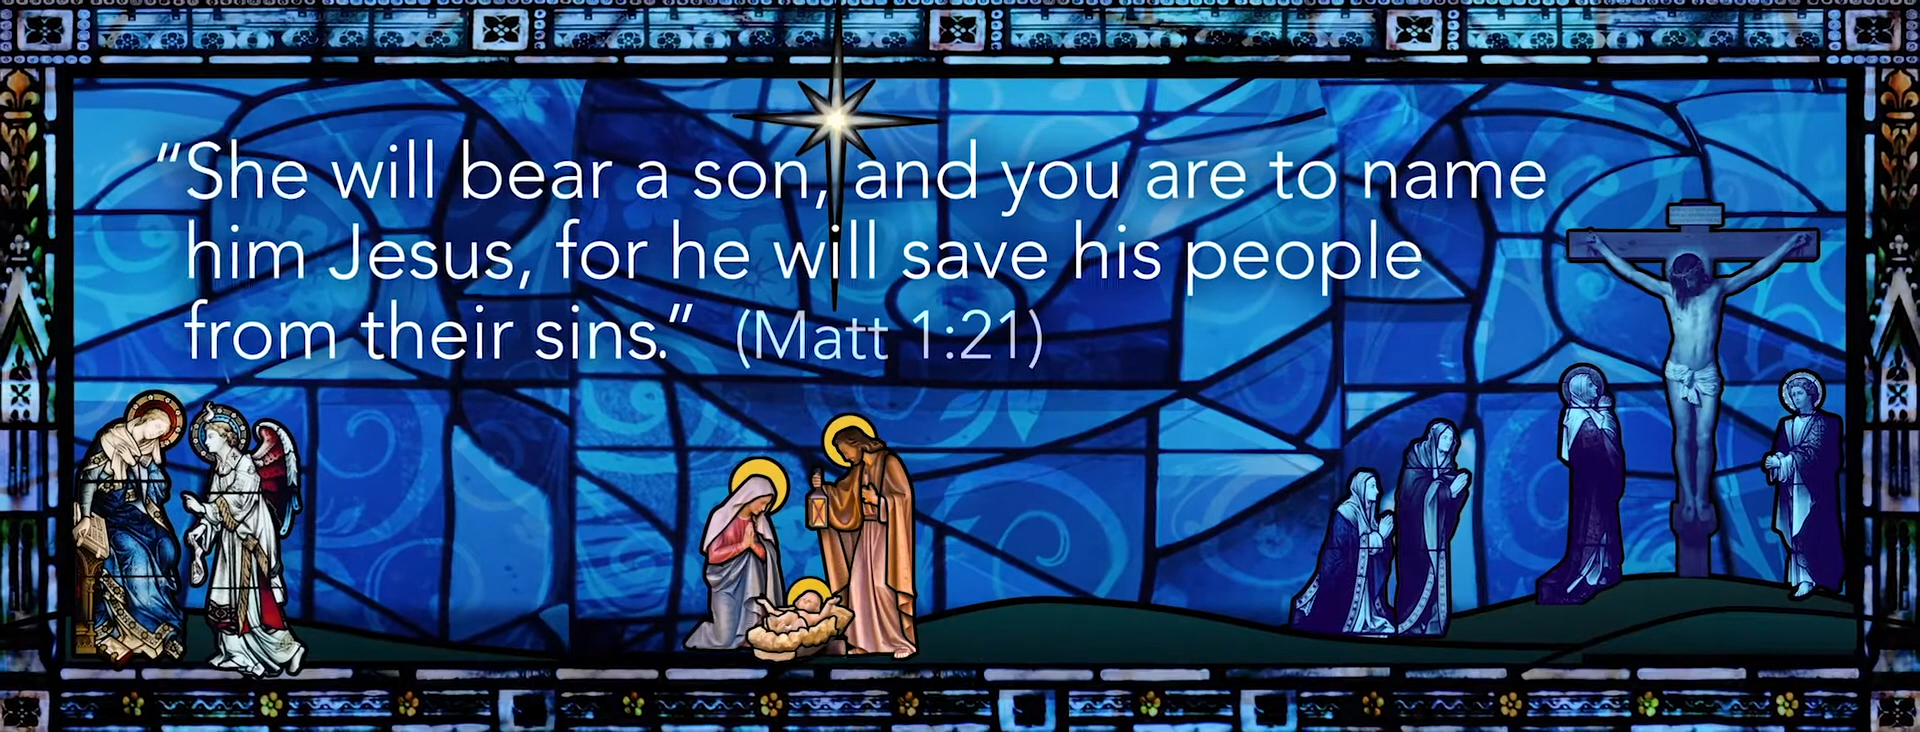 “She will bear a son, and you are to name
him Jesus, for he will save his people
from their sins.” (Matt 1:21)